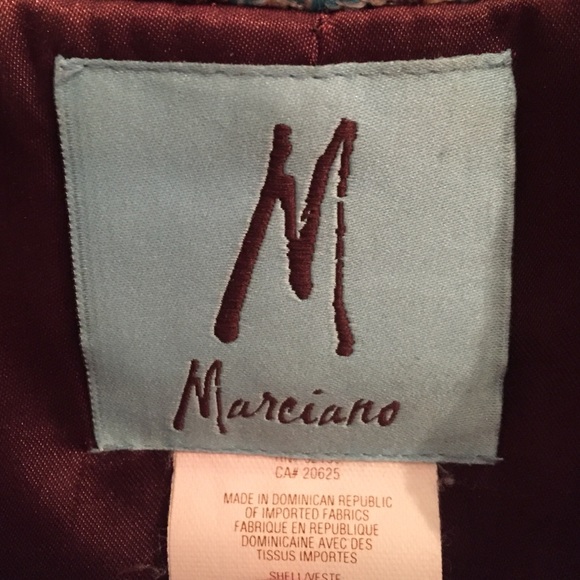 M
Marciano
CA# 20625
MADE IN DOMINICAN REPUBLIC
OF IMPORTED FABRICS
FABRIQUE EN REPUBLIQUE
DOMINICAINE AVEC DES
TISSUS IMPORTES
SHELL/VESTE